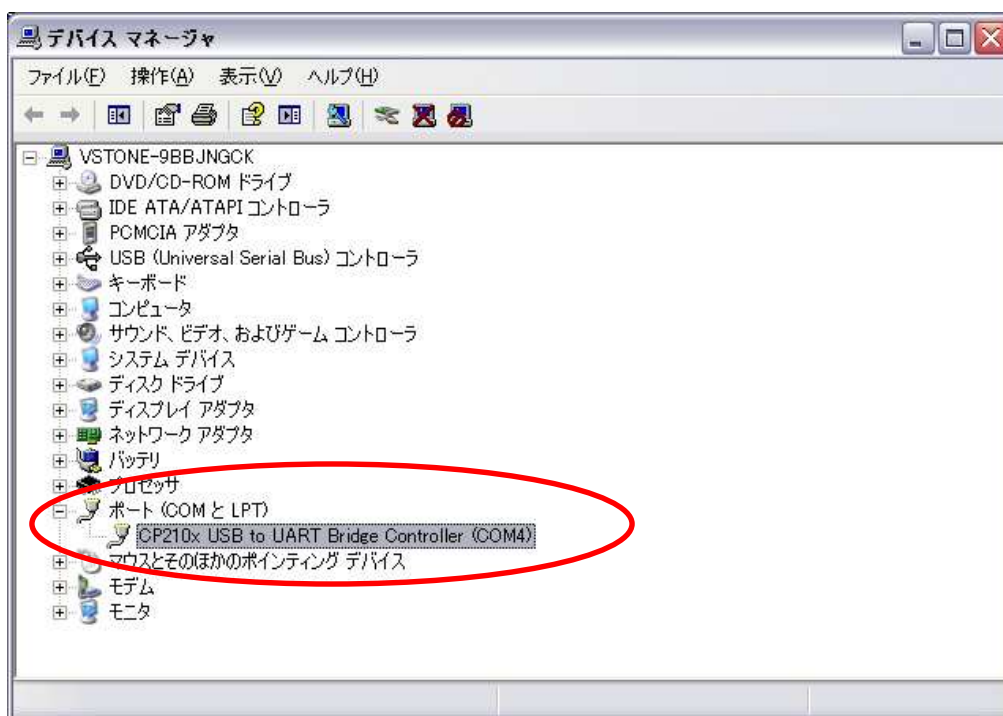 デバイス マネージャ
ファイル(F) 操作(A) 表示(V) ヘルプ(H)
VSTONE-9BBJNGCK
DVD/CD-ROM ドライブ
IDE ATA/ATAPI コントローラ
PCMCIA アダプタ
USB (Universal Serial Bus) コントローラ
キーボード
コンピュータ
サウンド、ビデオ、およびゲーム コントローラ
システム デバイス
ディスク ドライブ
ディスプレイ アダプタ
ネットワーク アダプタ
バッテリ
プロセッサ
ポート (COM と LPT)
CP210x USB to UART Bridge Controller (COM4)
マウスとそのほかのポインティング デバイス
モデム
モニタ